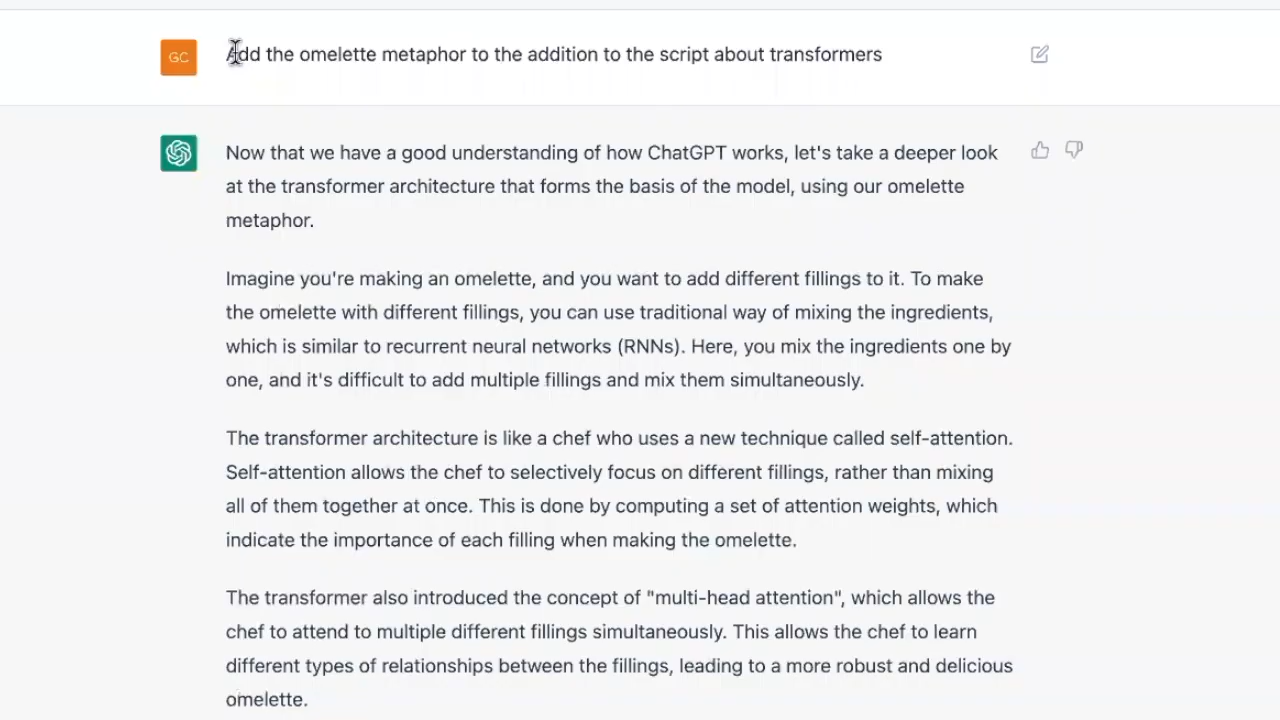 GC
Add the omelette metaphor to the addition to the script about transformers
Now that we have a good understanding of how ChatGPT works, let's take a deeper look
at the transformer architecture that forms the basis of the model, using our omelette
metaphor.
Imagine you're making an omelette, and you want to add different fillings to it. To make
the omelette with different fillings, you can use traditional way of mixing the ingredients,
which is similar to recurrent neural networks (RNNs). Here, you mix the ingredients one by
one, and it's difficult to add multiple fillings and mix them simultaneously.
The transformer architecture is like a chef who uses a new technique called self-attention.
Self-attention allows the chef to selectively focus on different fillings, rather than mixing
all of them together at once. This is done by computing a set of attention weights, which
indicate the importance of each filling when making the omelette.
The transformer also introduced the concept of "multi-head attention", which allows the
chef to attend to multiple different fillings simultaneously. This allows the chef to learn
different types of relationships between the fillings, leading to a more robust and delicious
omelette.